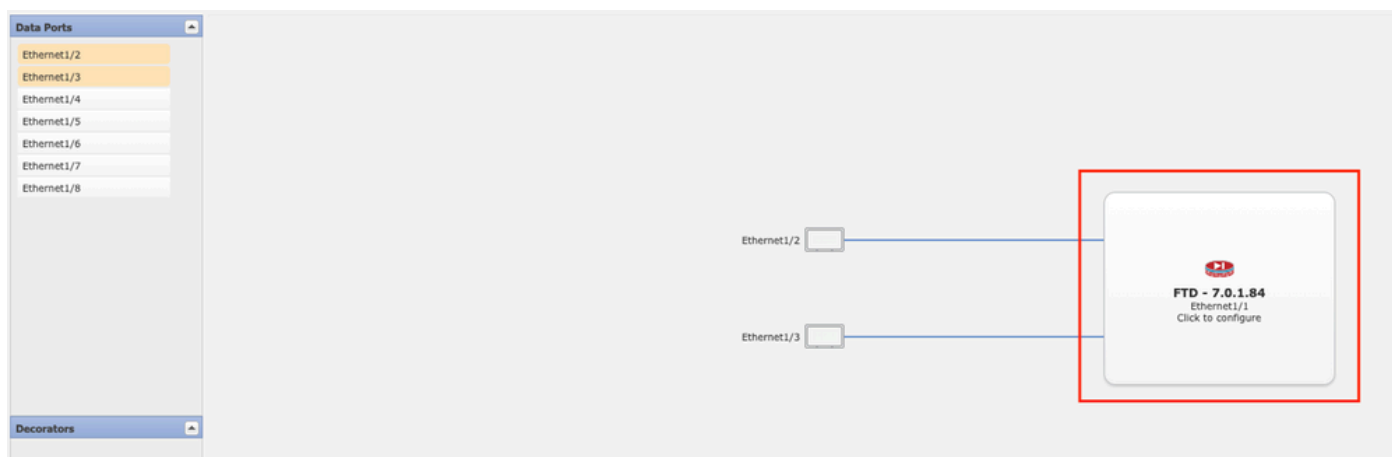 Data Ports
Ethernet1/2
Ethernet1/3
Ethernet1/4
Ethernet1/5
Ethernet1/6
Ethernet1/7
Ethernet1/8
Decorators
Ethernet1/2
Ethernet1/3
FTD - 7.0.1.84
Ethernet1/1
Click to configure